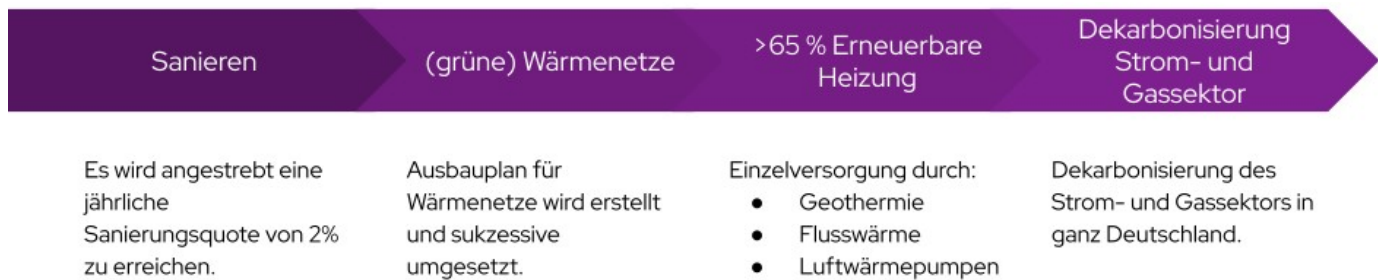 Sanieren
(grüne) Wärmenetze
>65 % Erneuerbare
Heizung
Dekarbonisierung
Strom- und
Gassektor
Es wird angestrebt eine
jährliche
Sanierungsquote von 2%
zu erreichen.
Ausbauplan für
Wärmenetze wird erstellt
und sukzessive
umgesetzt.
Einzelversorgung durch:
● Geothermie
● Flusswärme
● Luftwärmepumpen
Dekarbonisierung des
Strom- und Gassektors in
ganz Deutschland.